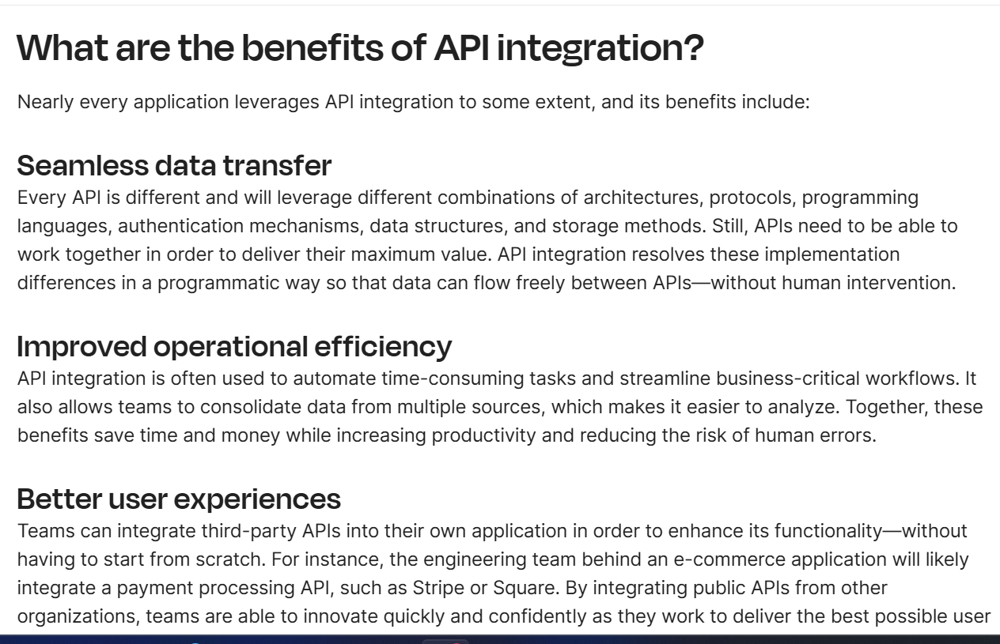 What are the benefits of API integration?
Nearly every application leverages API integration to some extent, and its benefits include:
Seamless data transfer
Every API is different and will leverage different combinations of architectures, protocols, programming
languages, authentication mechanisms, data structures, and storage methods. Still, APIs need to be able to
work together in order to deliver their maximum value. API integration resolves these implementation
differences in a programmatic way so that data can flow freely between APIs—without human intervention.
Improved operational efficiency
API integration is often used to automate time-consuming tasks and streamline business-critical workflows. It
also allows teams to consolidate data from multiple sources, which makes it easier to analyze. Together, these
benefits save time and money while increasing productivity and reducing the risk of human errors.
Better user experiences
Teams can integrate third-party APIs into their own application in order to enhance its functionality—without
having to start from scratch. For instance, the engineering team behind an e-commerce application will likely
integrate a payment processing API, such as Stripe or Square. By integrating public APIs from other
organizations, teams are able to innovate quickly and confidently as they work to deliver the best possible user